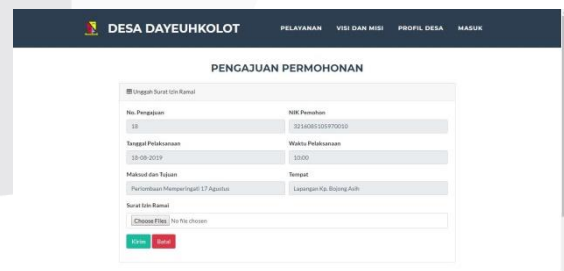 DESA DAYEUHKOLOT
PELAYANAN VISI DAN MISI PROFIL DESA MASUK
PENGAJUAN PERMOHONAN
Unggah Surat Izin Ramai
No. Pengajuan NIK Pemohon
18 3216085105970010
Tanggal Pelaksanaan Waktu Pelaksanaan
18-08-2019 10:00
Maksud dan Tujuan Tempat
Perlombaan Memperingati 17 Agustus Lapangan Kp. Bojong Asih
Surat Izin Ramai
Choose Files No file chosen
Kirim Batal